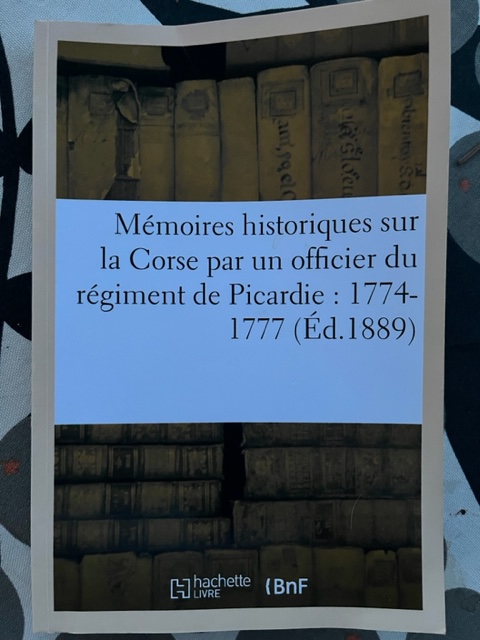 Mémoires historiques sur
la Corse par un officier du
régiment de Picardie : 1774-
1777 (Éd.1889)
hachette
LIVRE
BnF